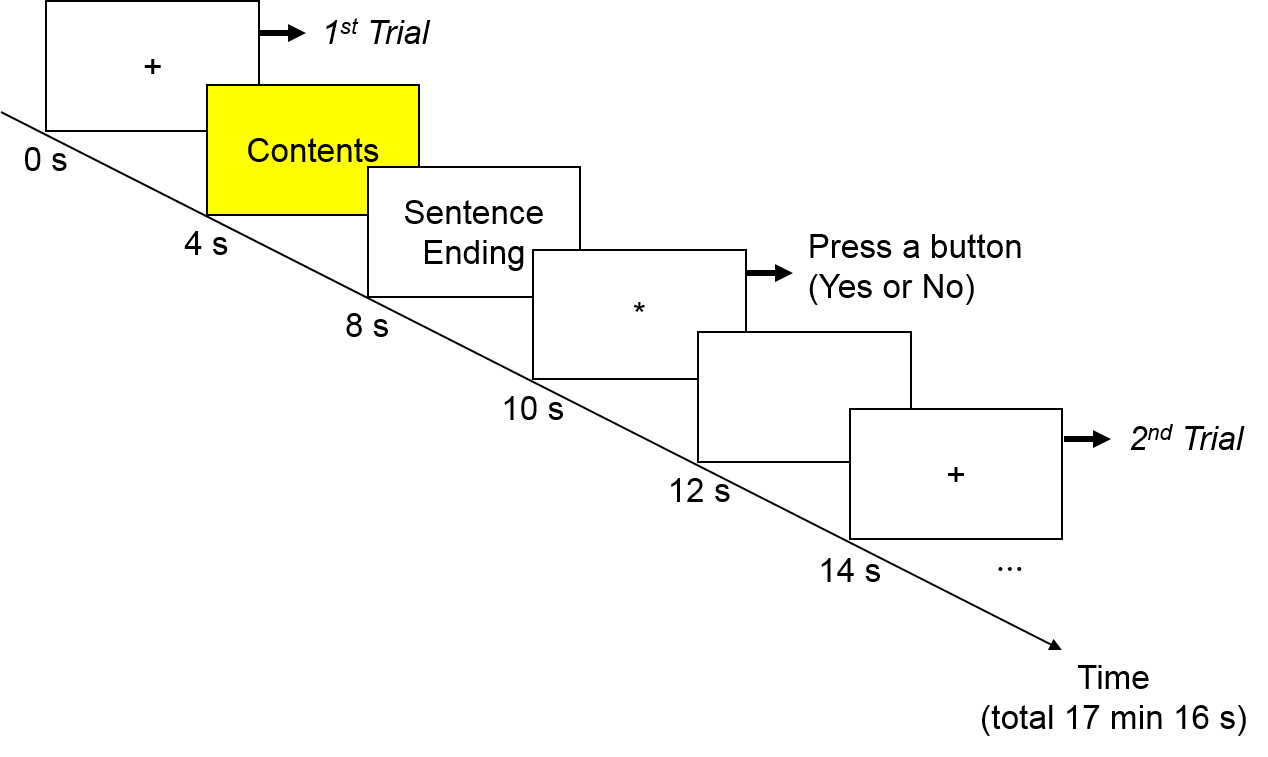 +
1st Trial
Contents
0 s
Sentence
Ending
4 s
Press a button
(Yes or No)
*
8 s
10 s
+
2nd Trial
12 s
14 s
...
Time
(total 17 min 16 s)